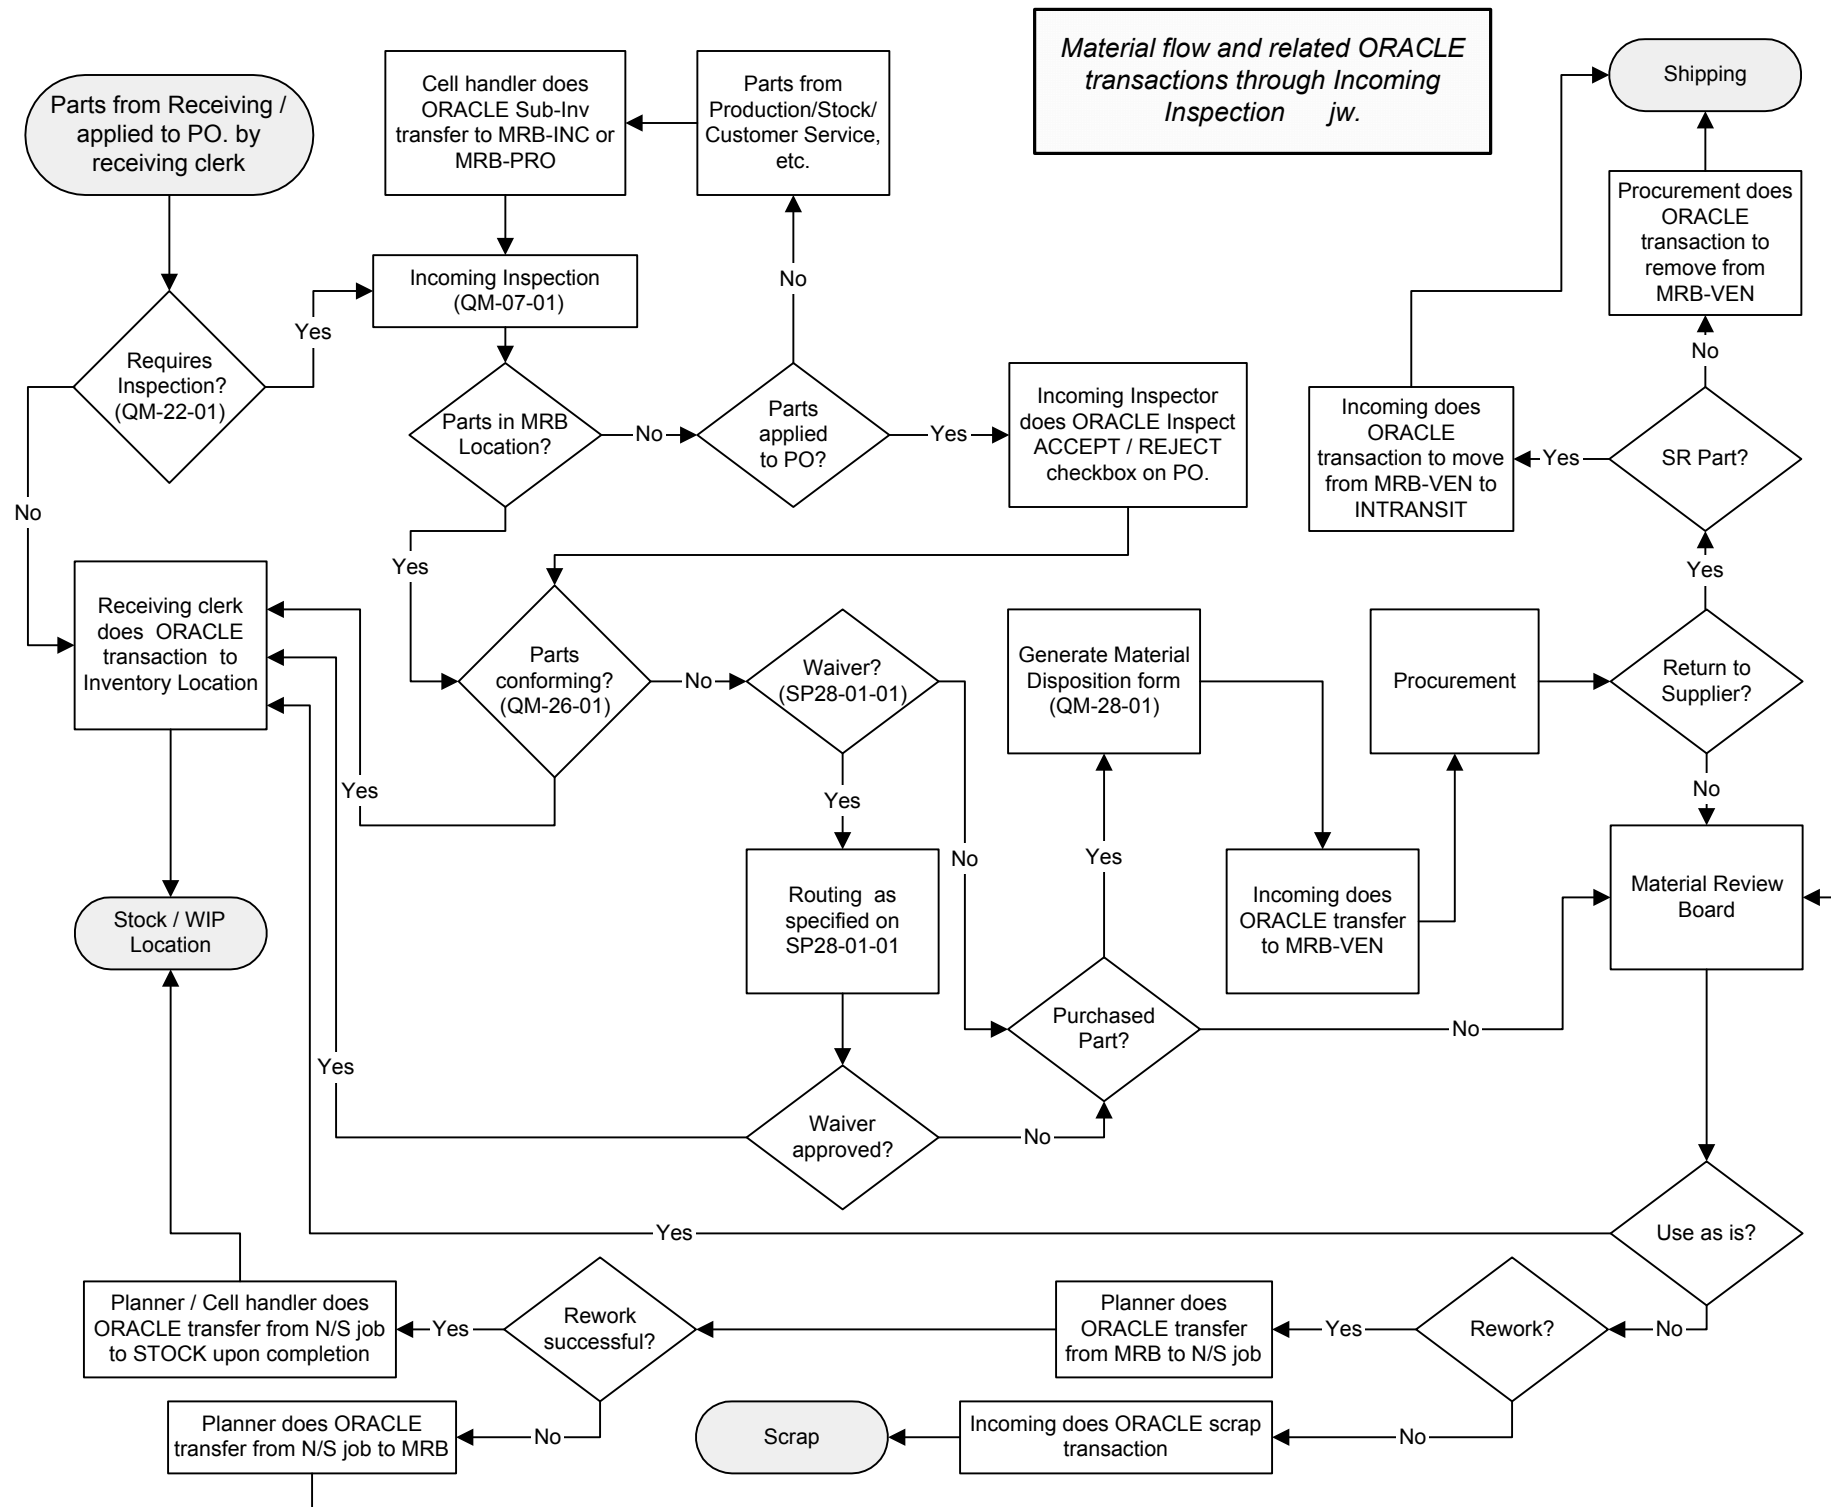 Material flow and related ORACLE
transactions through Incoming
Inspection jw.
Parts from Receiving /
applied to PO. by
receiving clerk
Cell handler does
ORACLE Sub-Inv
transfer to MRB-INC or
MRB-PRO
Parts from
Production/Stock/
Customer Service,
etc.
Shipping
Procurement does
ORACLE
transaction to
remove from
MRB-VEN
Incoming Inspection
(QM-07-01)
No
Yes
Requires
Inspection?
(QM-22-01)
No
Parts in MRB
Location?
No
Parts
applied
to PO?
Yes
Incoming Inspector
does ORACLE Inspect
ACCEPT / REJECT
checkbox on PO.
Incoming does
ORACLE
transaction to move
from MRB-VEN to
INTRANSIT
Yes
SR Part?
No
Yes
Yes
Receiving clerk
does ORACLE
transaction to
Inventory Location
Parts
conforming?
(QM-26-01)
No
Waiver?
(SP28-01-01)
Generate Material
Disposition form
(QM-28-01)
Procurement
Return to
Supplier?
Yes
Yes
No
No
Yes
Routing as
specified on
SP28-01-01
Incoming does
ORACLE transfer
to MRB-VEN
Material Review
Board
Stock / WIP
Location
Purchased
Part?
No
Yes
Waiver
approved?
No
Yes
Use as is?
Planner / Cell handler does
ORACLE transfer from N/S job
to STOCK upon completion
Yes
Rework
successful?
Planner does
ORACLE transfer
from MRB to N/S job
Yes
Rework?
No
Planner does ORACLE
transfer from N/S job to MRB
No
Scrap
Incoming does ORACLE scrap
transaction
No